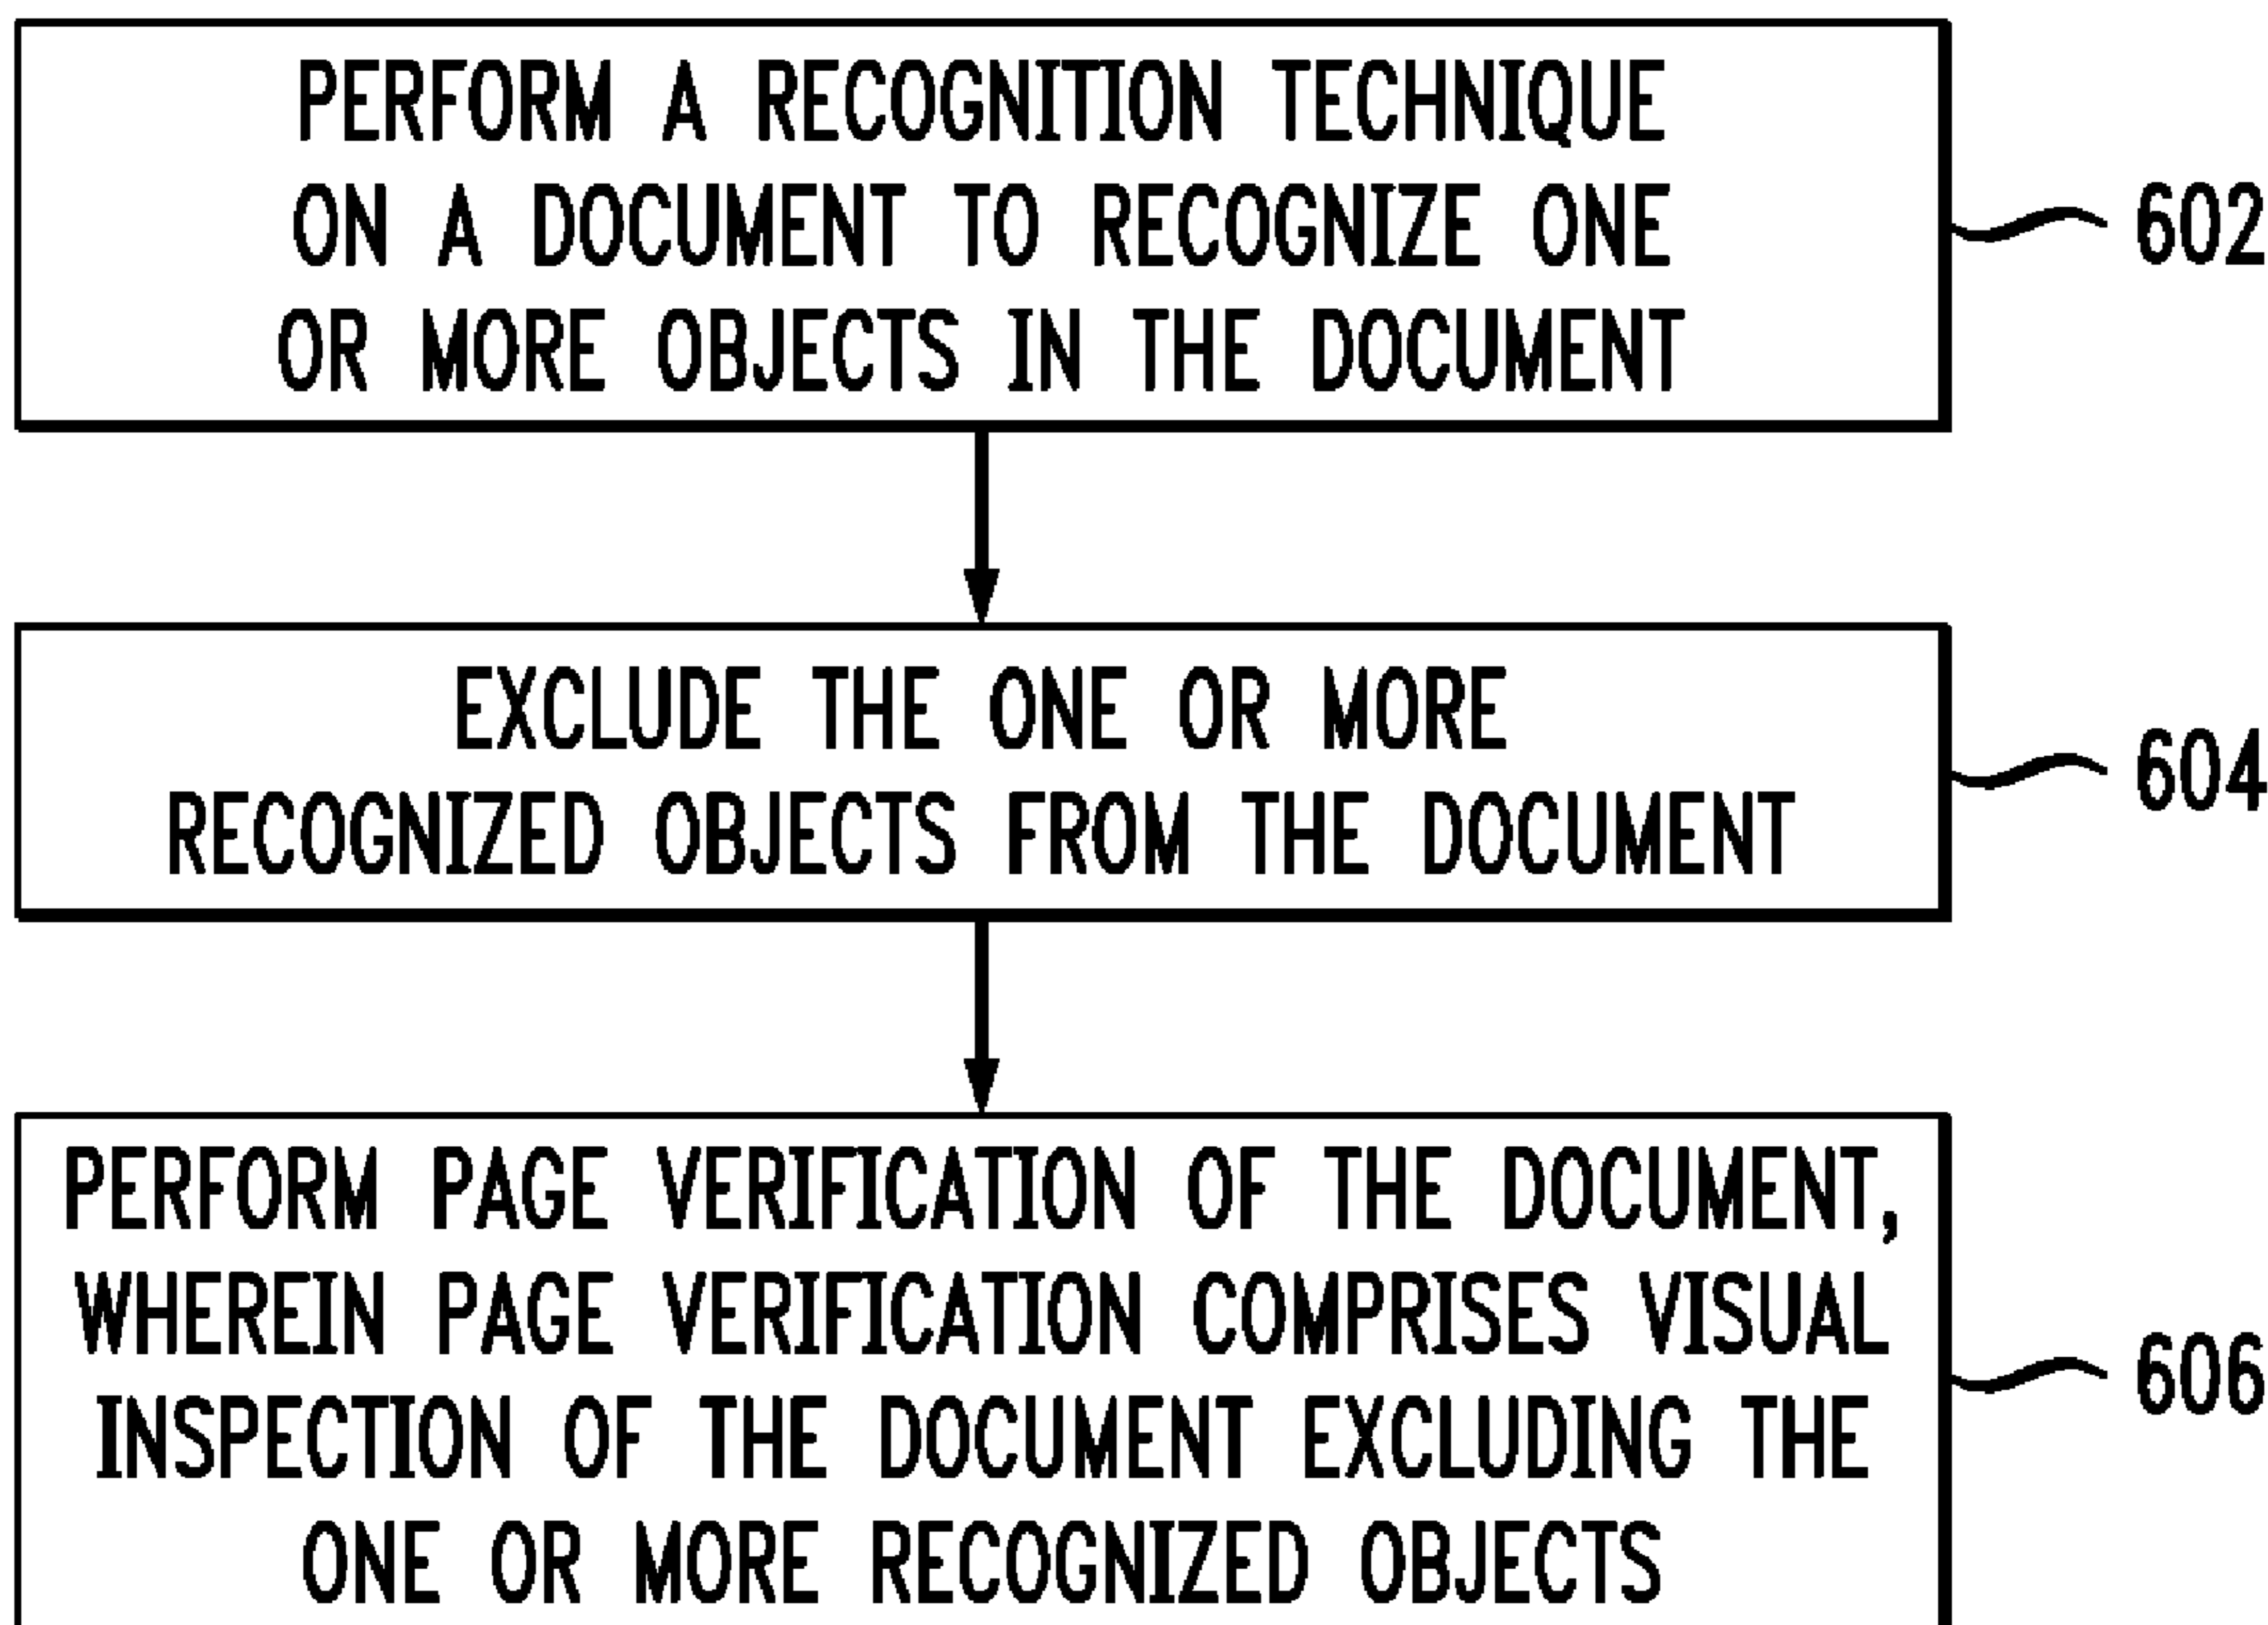 PERFORM A RECOGNITION TECHNIQUE
ON A DOCUMENT TO RECOGNIZE ONE
OR MORE OBJECTS IN THE DOCUMENT
602
EXCLUDE THE ONE OR MORE
RECOGNIZED OBJECTS FROM THE DOCUMENT
604
PERFORM PAGE VERIFICATION OF THE DOCUMENT,
WHEREIN PAGE VERIFICATION COMPRISES VISUAL
INSPECTION OF THE DOCUMENT EXCLUDING THE
ONE OR MORE RECOGNIZED OBJECTS
606